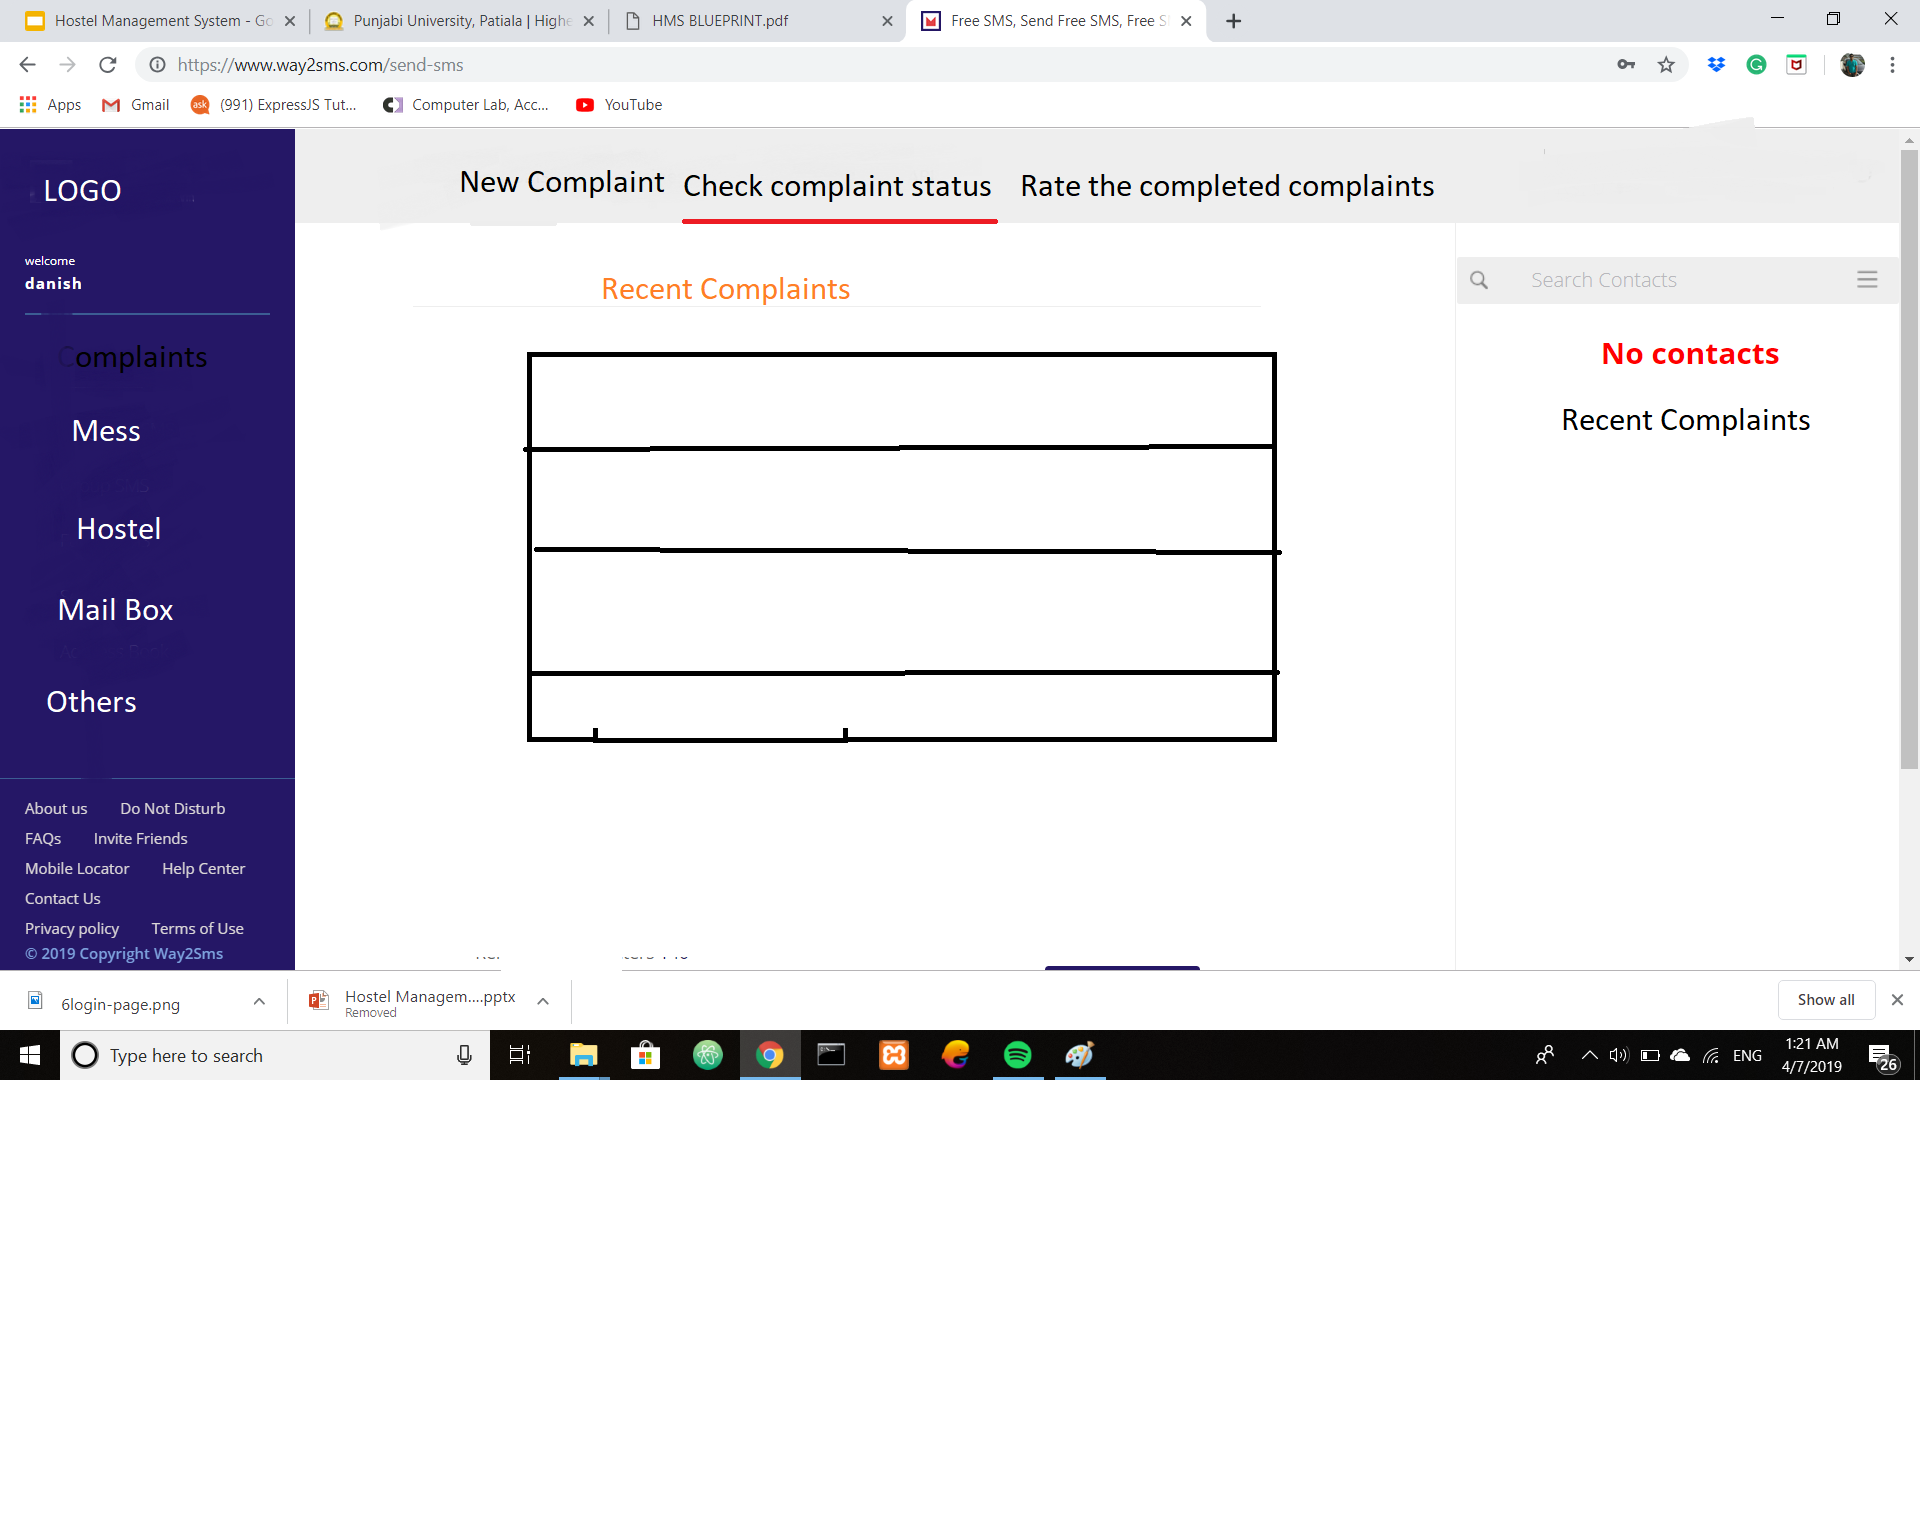 Hostel Management System - Go
Punjabi University, Patiala | Highe
HMS BLUEPRINT.pdf
Free SMS, Send Free SMS, Free S
https://www.way2sms.com/send-sms
Apps
Gmail
ask
(991) ExpressJS Tut...
Computer Lab, Acc...
YouTube
LOGO
New Complaint
Check complaint status
Rate the completed complaints
welcome
danish
Recent Complaints
Search Contacts
Complaints
No contacts
Mess
Recent Complaints
Hostel
Mail Box
Others
About us
Do Not Disturb
FAQs
Invite Friends
Mobile Locator
Help Center
Contact Us
Privacy policy
Terms of Use
© 2019 Copyright Way2Sms
6login-page.png
Hostel Managem....pptx
Removed
Show all
Type here to search
ENG
1:21 AM
4/7/2019
26